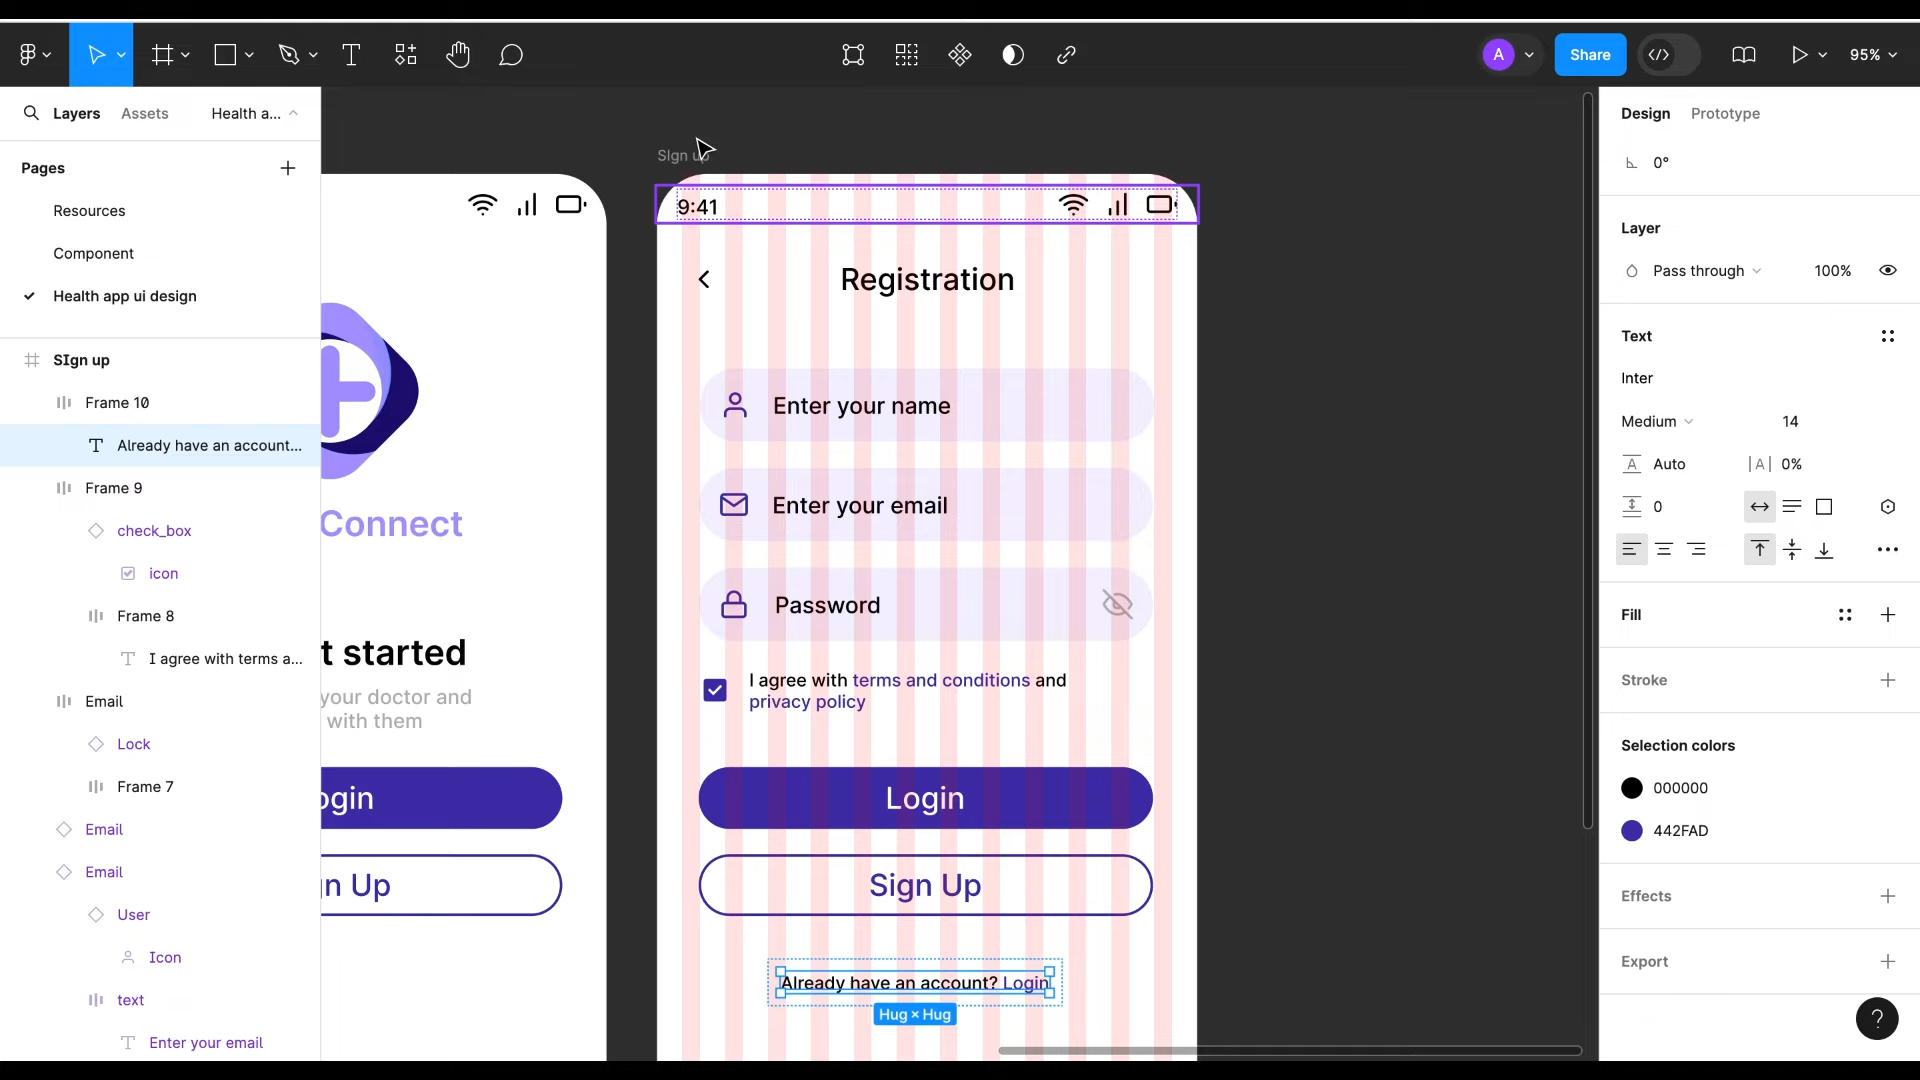 A
Share
95%
Layers
Assets
Health a...
Pages
Resources
Component
Health app ui design
SIgn up
Frame 10
Already have an account...
Frame 9
check_box
icon
Frame 8
I agree with terms a...
Email
Lock
Frame 7
Email
Email
User
Icon
text
Enter your email
Connect
t started
your doctor and
with them
ogin
gn Up
SIgn up
9:41
Registration
Enter your name
Enter your email
Password
I agree with terms and conditions and
privacy policy
Login
Sign Up
Already have an account? Login
Hug × Hug
Design
Prototype
0°
Layer
Pass through
100%
Text
Inter
Medium
14
A
Auto
|A|
0%
0
Fill
Stroke
Selection colors
000000
442FAD
Effects
Export
?